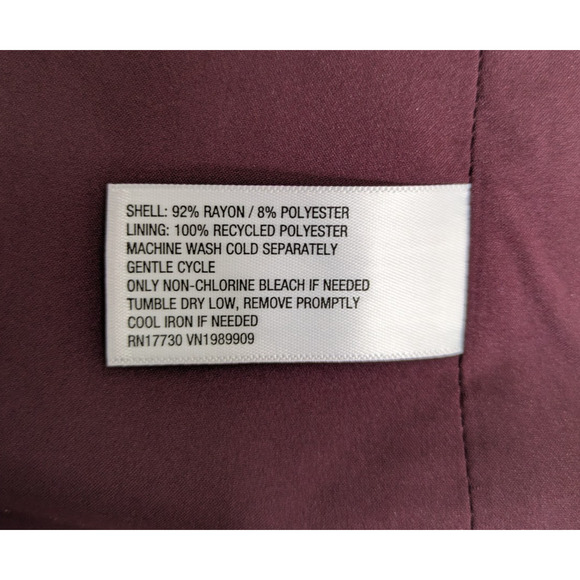 SHELL: 92% RAYON / 8% POLYESTER
LINING: 100% RECYCLED POLYESTER
MACHINE WASH COLD SEPARATELY
GENTLE CYCLE
ONLY NON-CHLORINE BLEACH IF NEEDED
TUMBLE DRY LOW, REMOVE PROMPTLY
COOL IRON IF NEEDED
RN17730 VN1989909